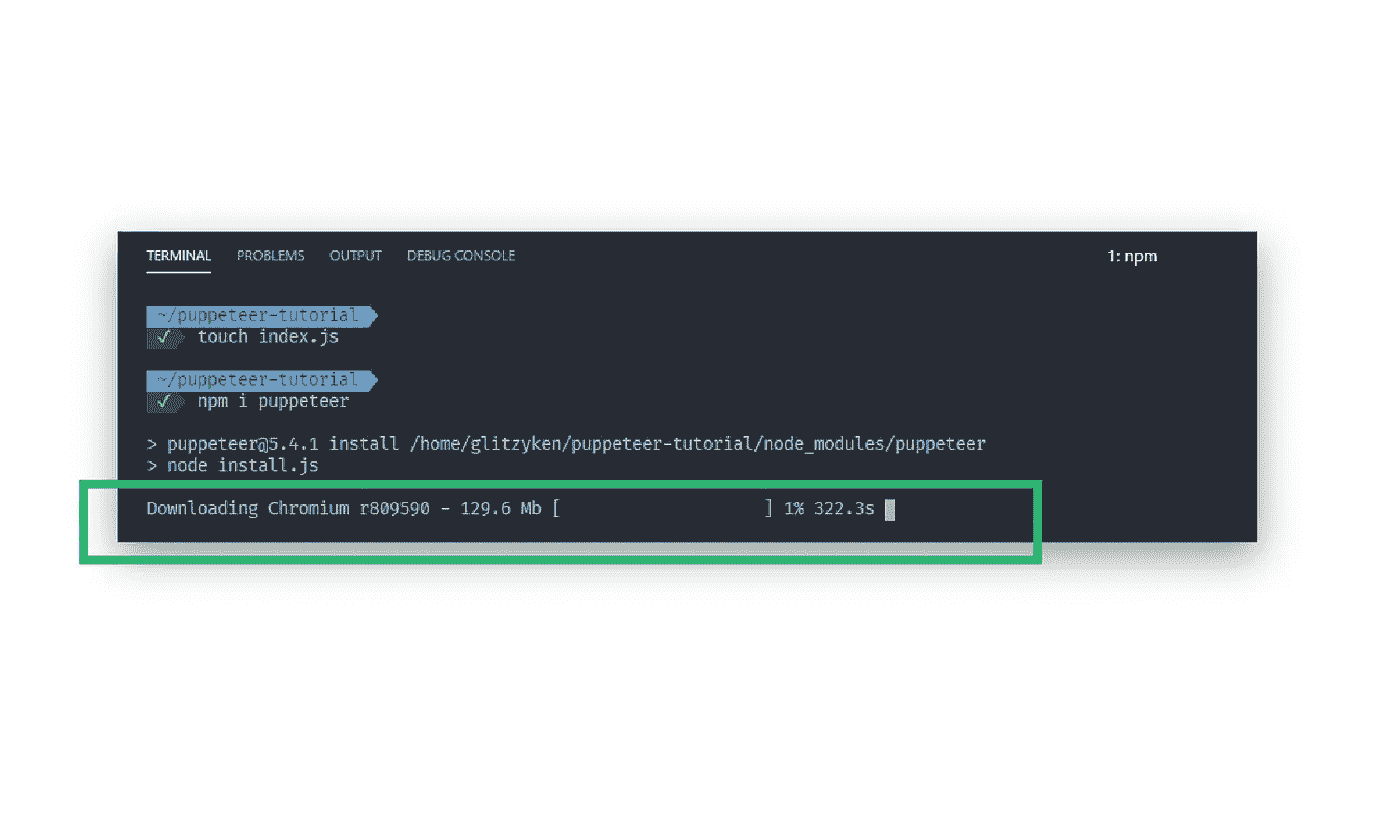 TERMINAL PROBLEMS OUTPUT DEBUG CONSOLE 1: npm
~/puppeteer-tutorial
✓ touch index.js
~/puppeteer-tutorial
✓ npm i puppeteer
> puppeteer@5.4.1 install /home/glitzyken/puppeteer-tutorial/node_modules/puppeteer
> node install.js
Downloading Chromium r809590 - 129.6 Mb [                    ] 1% 322.3s